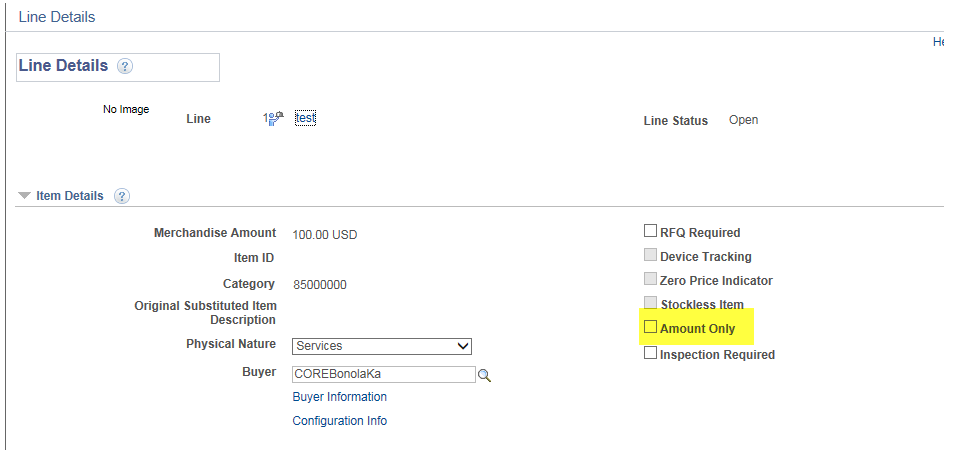 Line Details
He
Line Details ?
No Image
Line 1 test
Line Status Open
Item Details ?
Merchandise Amount 100.00 USD
Item ID
Category 85000000
Original Substituted Item Description
Physical Nature Services
Buyer COREBonolaKa
Buyer Information
Configuration Info
RFQ Required
Device Tracking
Zero Price Indicator
Stockless Item
Amount Only
Inspection Required